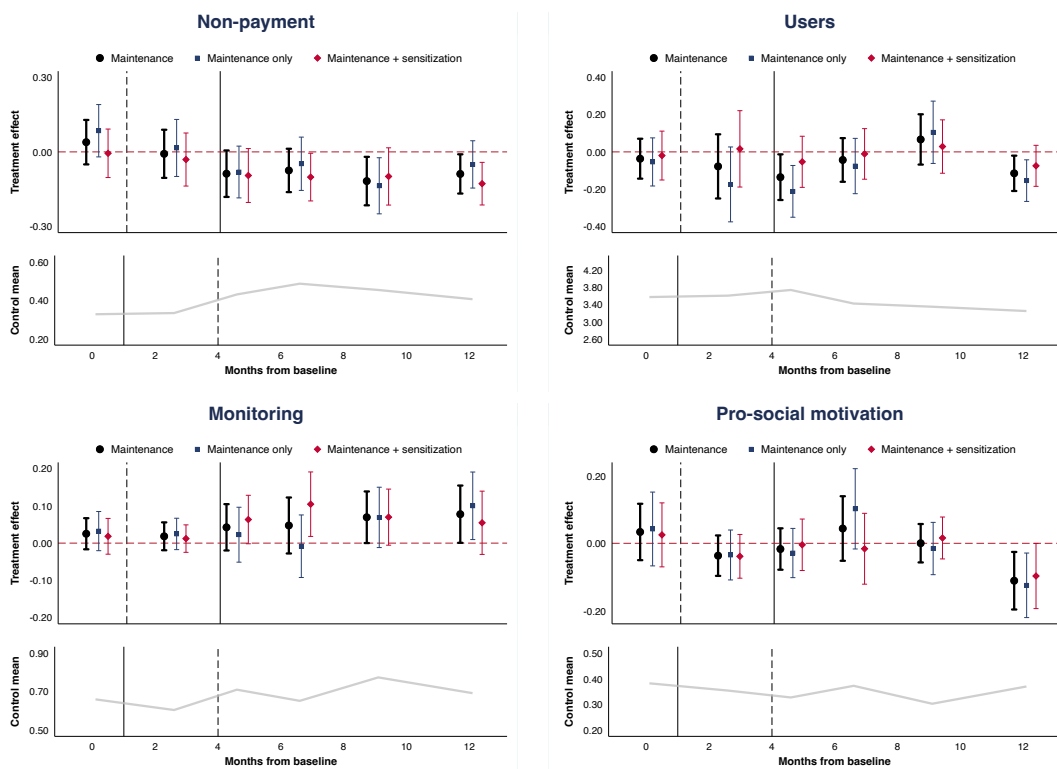 Non-payment
Maintenance Maintenance only Maintenance + sensitization
Treatment effect
0.30
0.00
-0.30
Control mean
0.60
0.40
0.20
0 2 4 6 8 10 12
Months from baseline
Users
Maintenance Maintenance only Maintenance + sensitization
Treatment effect
0.40
0.20
0.00
-0.20
-0.40
Control mean
4.20
3.80
3.40
3.00
2.60
0 2 4 6 8 10 12
Months from baseline
Monitoring
Maintenance Maintenance only Maintenance + sensitization
Treatment effect
0.20
0.10
0.00
-0.10
-0.20
Control mean
0.90
0.70
0.50
0 2 4 6 8 10 12
Months from baseline
Pro-social motivation
Maintenance Maintenance only Maintenance + sensitization
Treatment effect
0.20
0.00
-0.20
Control mean
0.50
0.40
0.30
0.20
0 2 4 6 8 10 12
Months from baseline